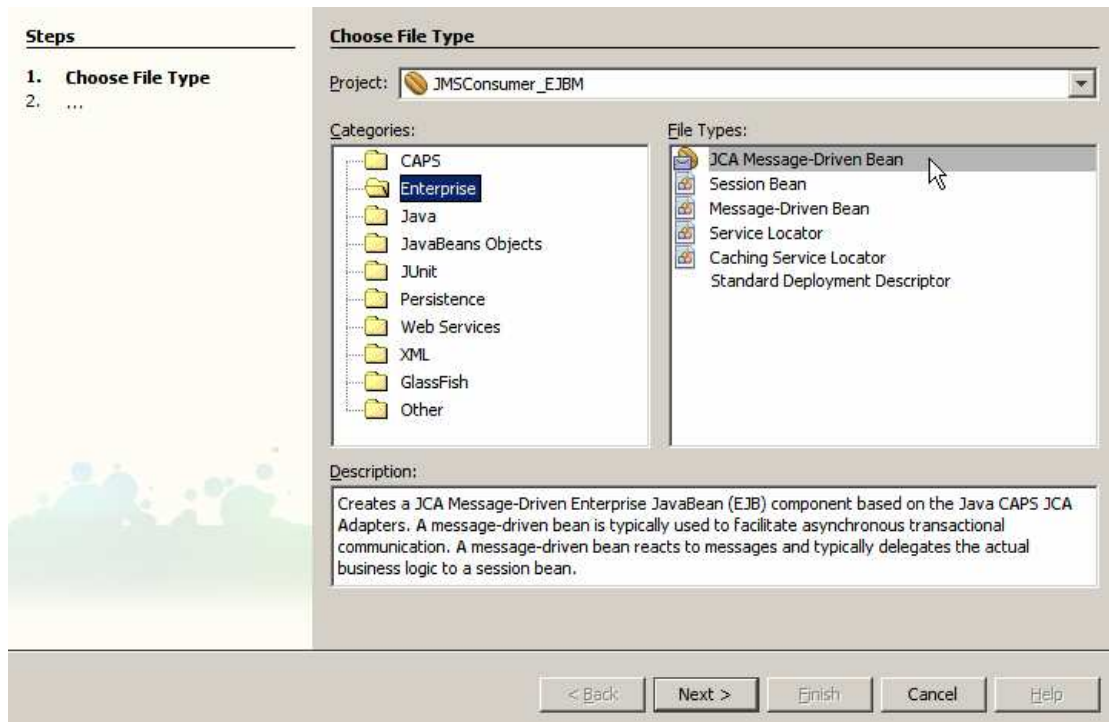 Steps
1. Choose File Type
2. ...
Choose File Type
Project: JMSConsumer_EJBM
Categories:
CAPS
Enterprise
Java
JavaBeans Objects
JUnit
Persistence
Web Services
XML
GlassFish
Other
File Types:
JCA Message-Driven Bean
Session Bean
Message-Driven Bean
Service Locator
Caching Service Locator
Standard Deployment Descriptor
Description:
Creates a JCA Message-Driven Enterprise JavaBean (EJB) component based on the Java CAPS JCA
Adapters. A message-driven bean is typically used to facilitate asynchronous transactional
communication. A message-driven bean reacts to messages and typically delegates the actual
business logic to a session bean.
< Back Next > Finish Cancel Help